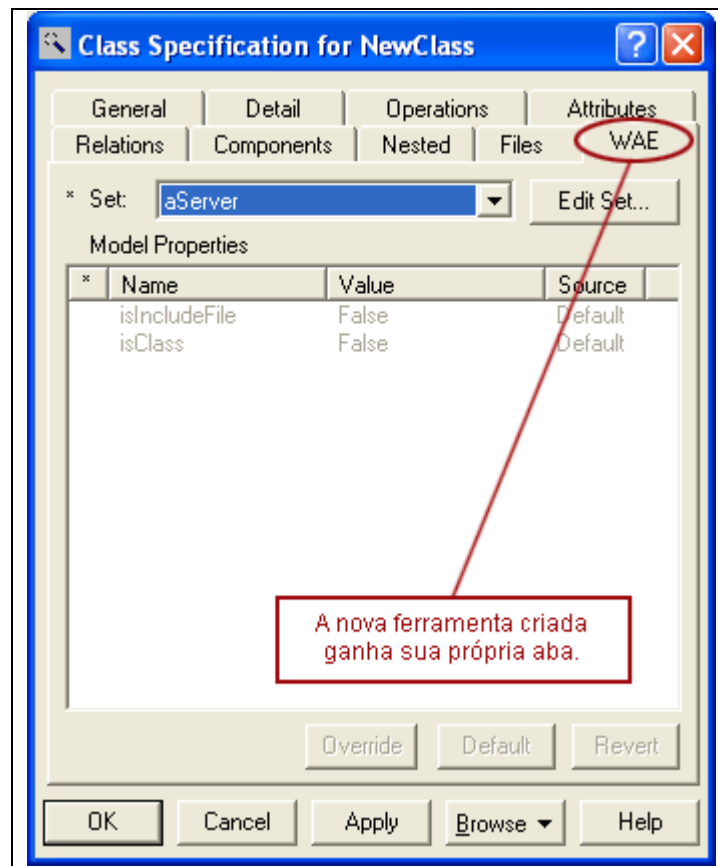 Class Specification for NewClass
General Detail Operations Attributes
Relations Components Nested Files WAE
* Set: aServer Edit Set...
Model Properties
* Name Value Source
isIncludeFile False Default
isClass False Default
A nova ferramenta criada
ganha sua própria aba.
Override Default Revert
OK Cancel Apply Browse Help